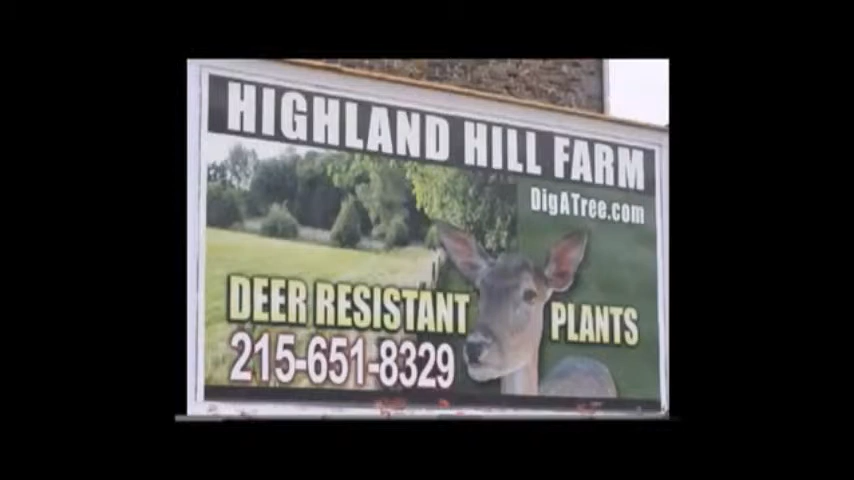 HIGHLAND HILL FARM
DigATree.com
DEER RESISTANT PLANTS
215-651-8329